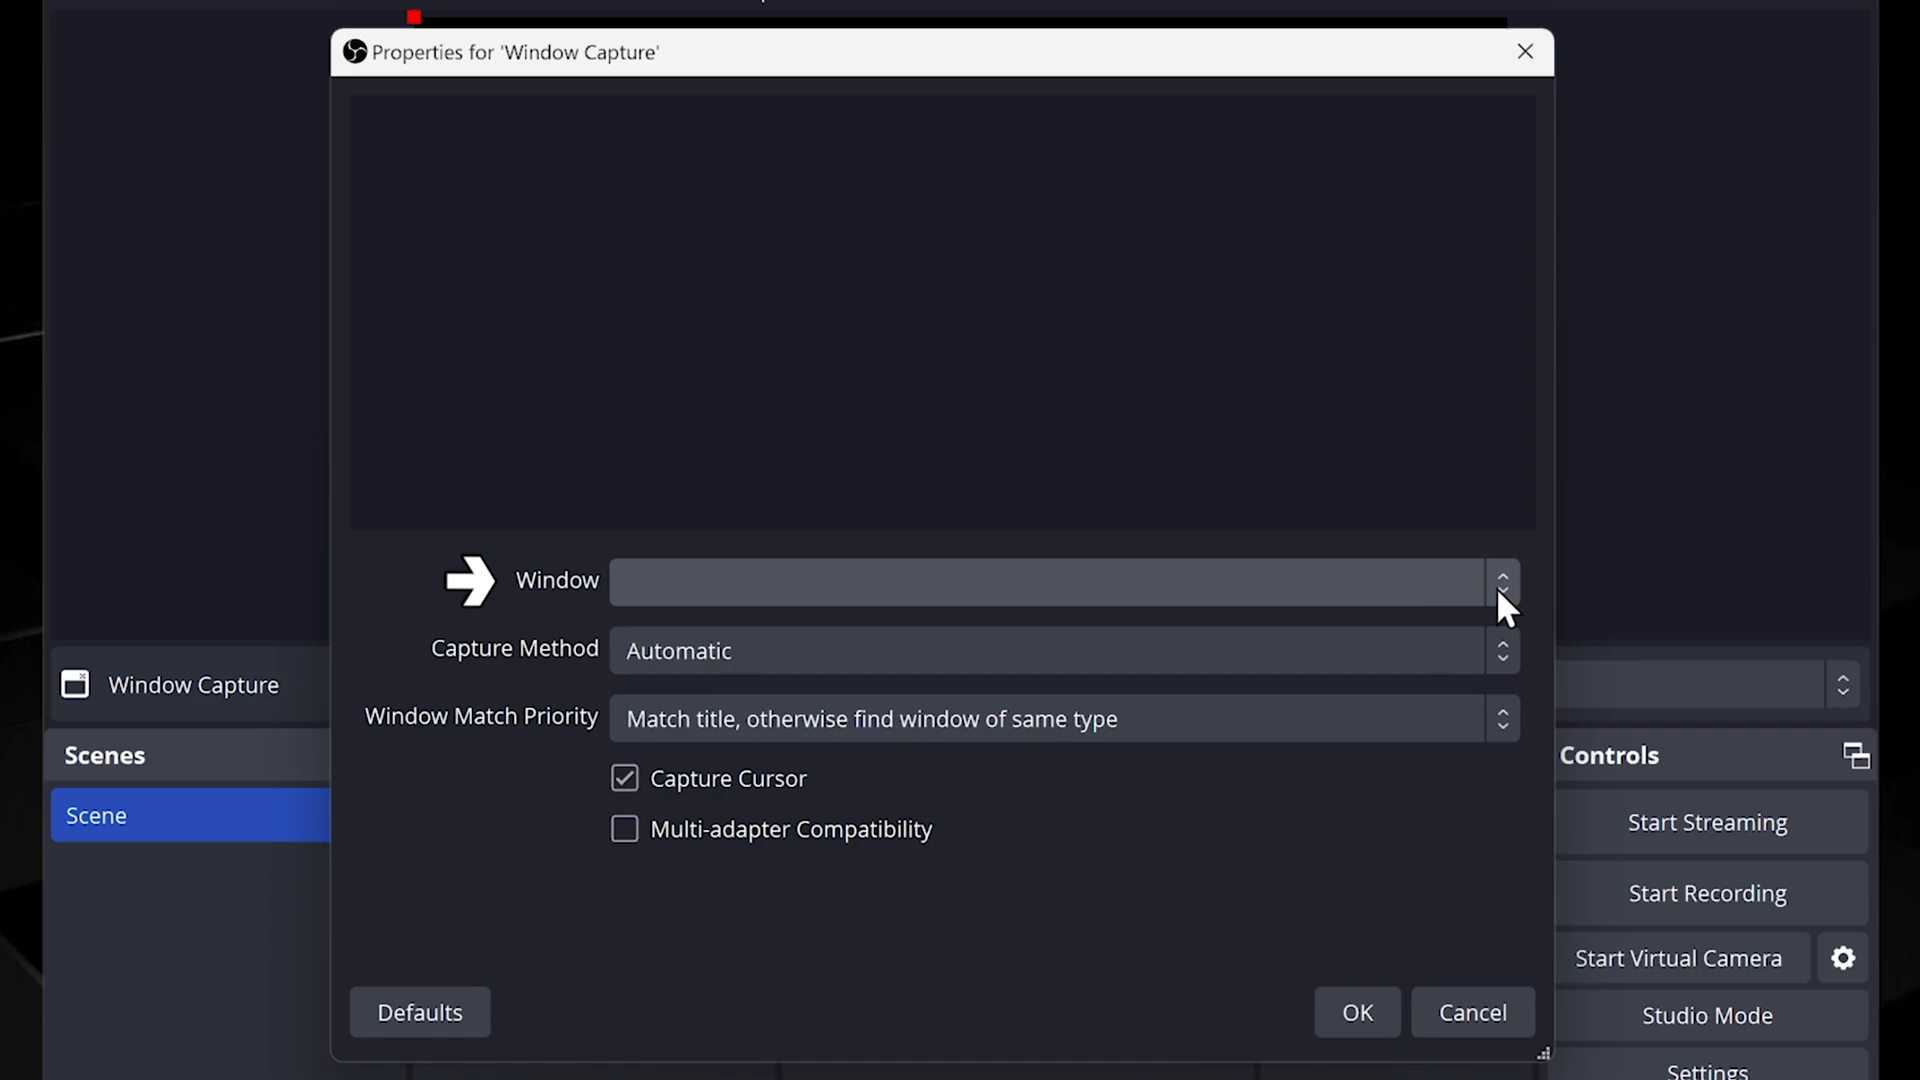 Properties for 'Window Capture'
Window
Capture Method
Automatic
Window Match Priority
Match title, otherwise find window of same type
Capture Cursor
Multi-adapter Compatibility
Defaults
OK
Cancel
Window Capture
Scenes
Scene
Controls
Start Streaming
Start Recording
Start Virtual Camera
Studio Mode
Settings